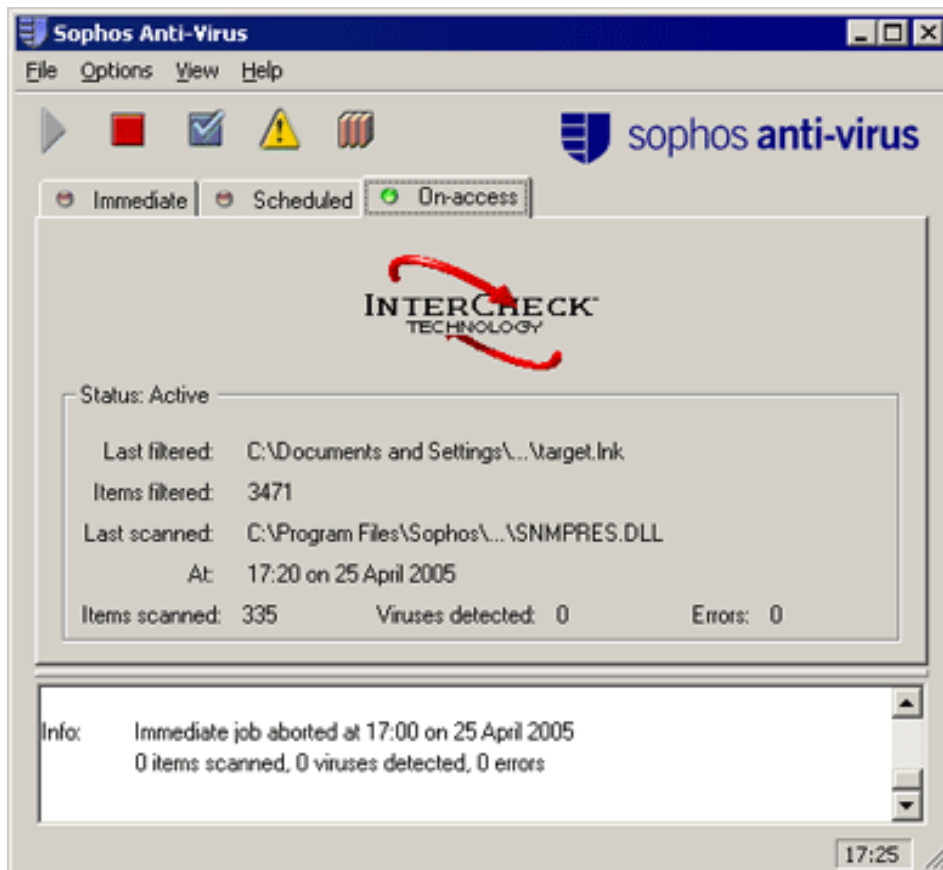 Sophos Anti-Virus
File Options View Help
sophos anti-virus
Immediate Scheduled On-access
INTERCHECK™
TECHNOLOGY
Status: Active
Last filtered: C:\Documents and Settings\...\target.lnk
Items filtered: 3471
Last scanned: C:\Program Files\Sophos\...\SNMPRES.DLL
At: 17:20 on 25 April 2005
Items scanned: 335 Viruses detected: 0 Errors: 0
Info: Immediate job aborted at 17:00 on 25 April 2005
0 items scanned, 0 viruses detected, 0 errors
17:25